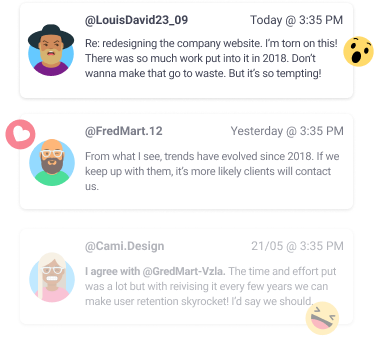 @LouisDavid23_09 Today @ 3:35 PM
Re: redesigning the company website. I'm torn on this!
There was so much work put into it in 2018. Don't
wanna make that go to waste. But it's so tempting!
@FredMart.12 Yesterday @ 3:35 PM
From what I see, trends have evolved since 2018. If we
keep up with them, it's more likely clients will contact
us.
@Cami.Design 21/05 @ 3:35 PM
I agree with @GredMart-Vzla. The time and effort put
was a lot but with reivising it every few years we can
make user retention skyrocket! I'd say we should.